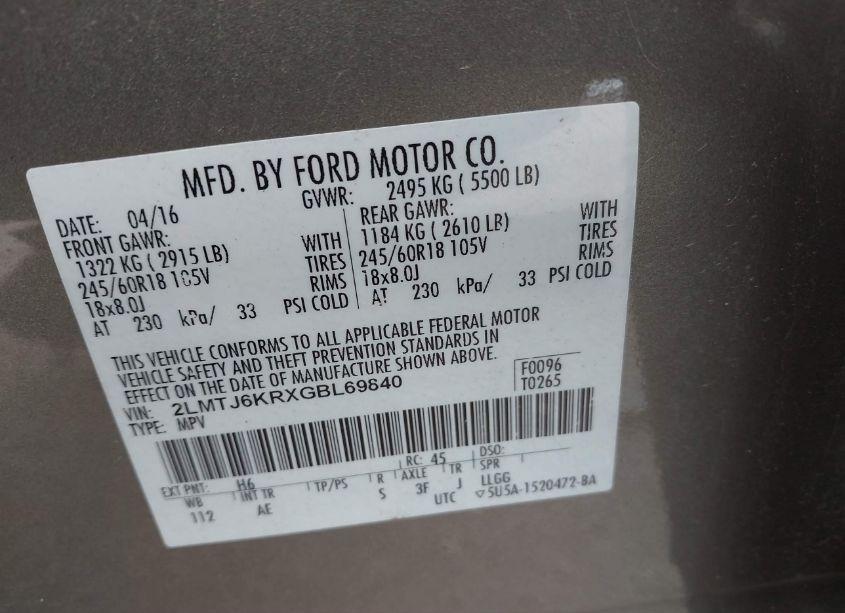 MFD. BY FORD MOTOR CO.
DATE: 04/16 GVWR: 2495 KG ( 5500 LB)
FRONT GAWR: REAR GAWR:
1322 KG ( 2915 LB) WITH 1184 KG ( 2610 LB) WITH
245/60R18 105V TIRES 245/60R18 105V TIRES
18x8.0J RIMS 18x8.0J RIMS
AT 230 kPa/ 33 PSI COLD AT 230 kPa/ 33 PSI COLD
THIS VEHICLE CONFORMS TO ALL APPLICABLE FEDERAL MOTOR
VEHICLE SAFETY AND THEFT PREVENTION STANDARDS IN
EFFECT ON THE DATE OF MANUFACTURE SHOWN ABOVE.
VIN: 2LMTJ6KRXGBL69840 F0096
TYPE: MPV T0265
EXT PNT: H6 RC: 45 DSO:
WB INT TR TP/PS R AXLE TR SPR
112 AE S 3F J LLGG
UTC ▽5U5A-1520472-BA